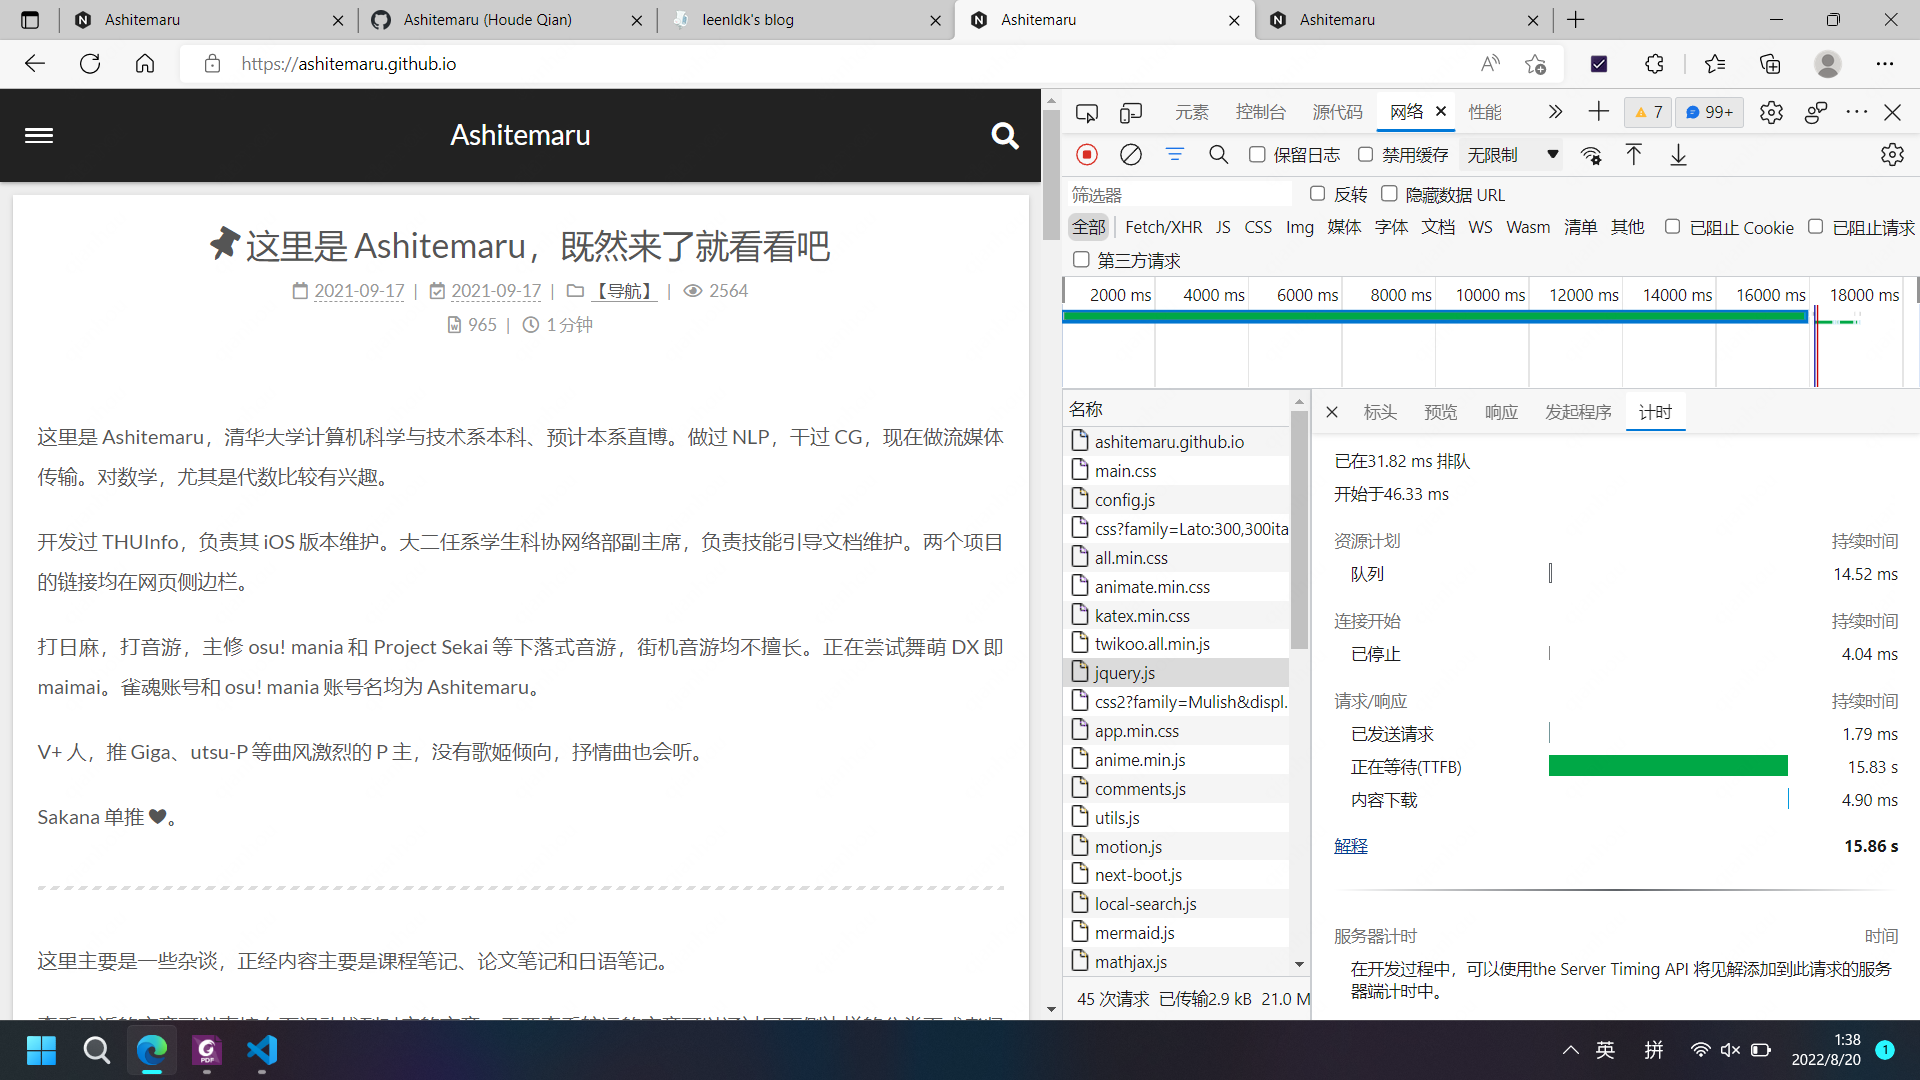 Ashitemaru
Ashitemaru (Houde Qian)
leenldk's blog
Ashitemaru
Ashitemaru
https://ashitemaru.github.io
Ashitemaru
这里是 Ashitemaru，既然来了就看看吧
2021-09-17 | 2021-09-17 | 【导航】 | 2564
965 | 1 分钟
这里是 Ashitemaru，清华大学计算机科学与技术系本科、预计本系直博。做过 NLP，干过 CG，现在做流媒体
传输。对数学，尤其是代数比较有兴趣。
开发过 THUInfo，负责其 iOS 版本维护。大二任系学生科协网络部副主席，负责技能引导文档维护。两个项目
的链接均在网页侧边栏。
打日麻，打音游，主修 osu! mania 和 Project Sekai 等下落式音游，街机音游均不擅长。正在尝试舞萌 DX 即
maimai。雀魂账号和 osu! mania 账号名均为 Ashitemaru。
V+ 人，推 Giga、utsu-P 等曲风激烈的 P 主，没有歌姬倾向，抒情曲也会听。
Sakana 单推 ❤。
这里主要是一些杂谈，正经内容主要是课程笔记、论文笔记和日语笔记。
元素 控制台 源代码 网络 性能 7 99+
保留日志 禁用缓存 无限制
筛选器 反转 隐藏数据 URL
全部 Fetch/XHR JS CSS Img 媒体 字体 文档 WS Wasm 清单 其他 已阻止 Cookie 已阻止请求
第三方请求
2000 ms 4000 ms 6000 ms 8000 ms 10000 ms 12000 ms 14000 ms 16000 ms 18000 ms
名称
ashitemaru.github.io
main.css
config.js
css?family=Lato:300,300ita
all.min.css
animate.min.css
katex.min.css
twikoo.all.min.js
jquery.js
css2?family=Mulish&displ...
app.min.css
anime.min.js
comments.js
utils.js
motion.js
next-boot.js
local-search.js
mermaid.js
mathjax.js
45 次请求 已传输2.9 kB 21.0 M
标头 预览 响应 发起程序 计时
已在31.82 ms 排队
开始于46.33 ms
资源计划 持续时间
队列 14.52 ms
连接开始 持续时间
已停止 4.04 ms
请求/响应 持续时间
已发送请求 1.79 ms
正在等待(TTFB) 15.83 s
内容下载 4.90 ms
解释 15.86 s
服务器计时 时间
在开发过程中，可以使用the Server Timing API 将见解添加到此请求的服务
器端计时中。
英 拼 1:38
2022/8/20 1